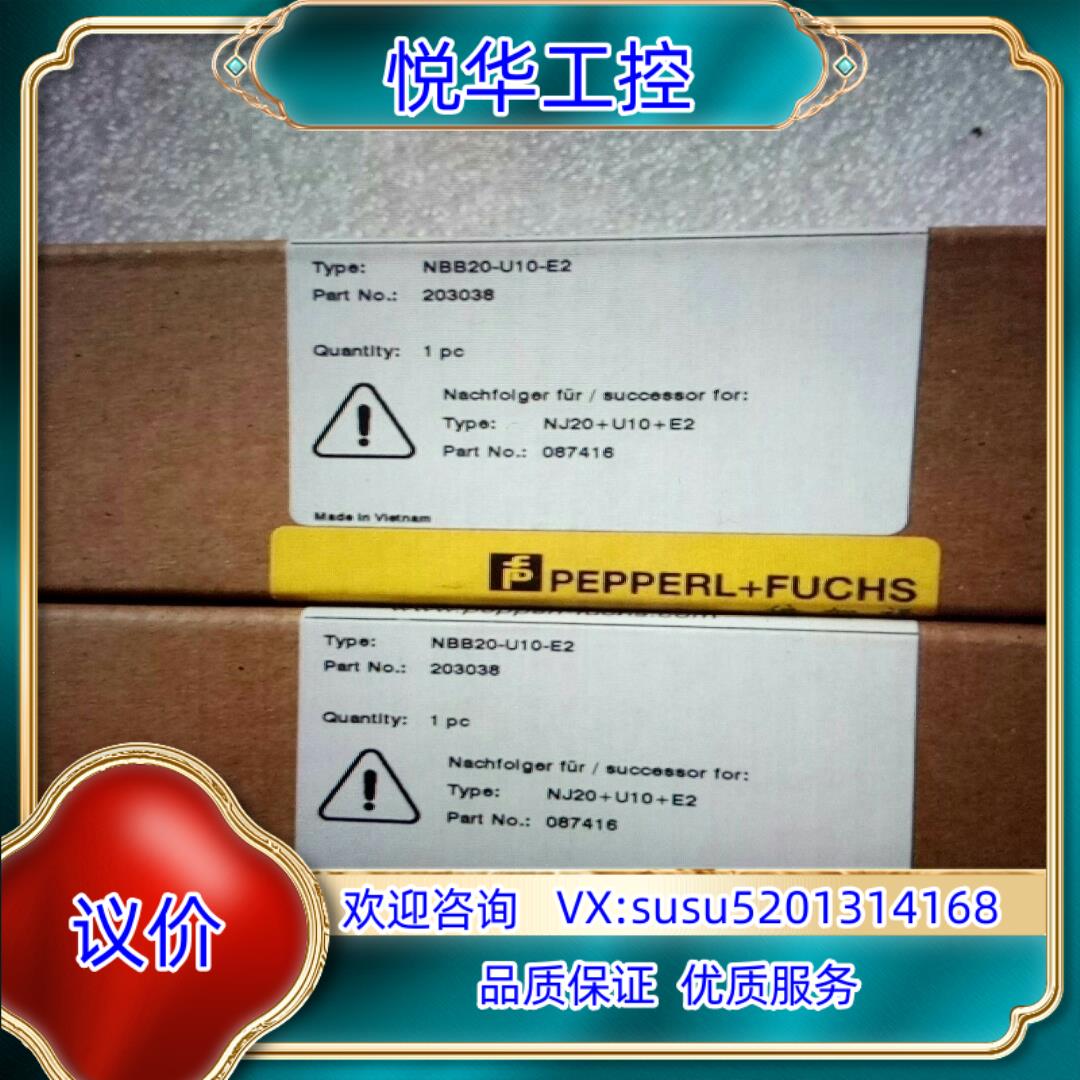 悦华工控
Type: NBB20-U10-E2
Part No.: 203038
Quantity: 1 pc
Nachfolger für / successor for:
Type: NJ20+U10+E2
Part No.: 087416
Made in Vietnam
PEPPERL+FUCHS
Type: NBB20-U10-E2
Part No.: 203038
Quantity: 1 pc
Nachfolger für / successor for:
Type: NJ20+U10+E2
Part No.: 087416
议价
欢迎咨询 VX:susu5201314168
品质保证 优质服务